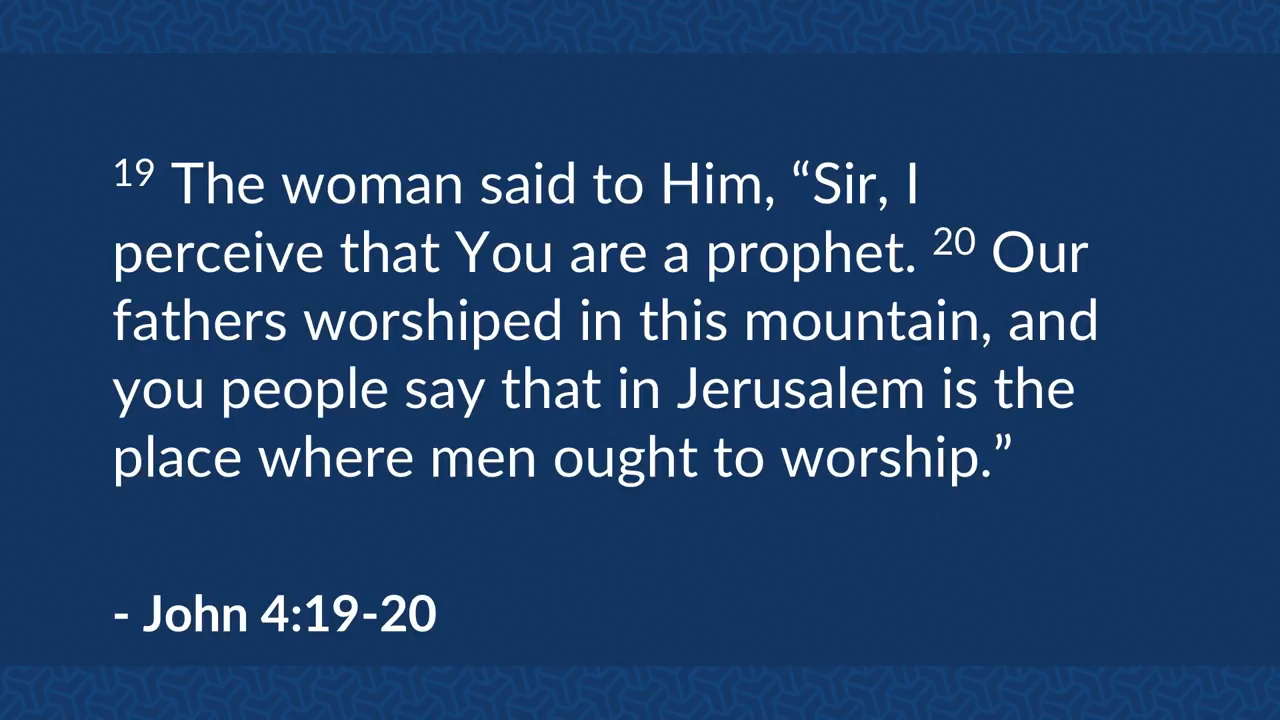 19 The woman said to Him, “Sir, I
perceive that You are a prophet. 20 Our
fathers worshiped in this mountain, and
you people say that in Jerusalem is the
place where men ought to worship.”
- John 4:19-20